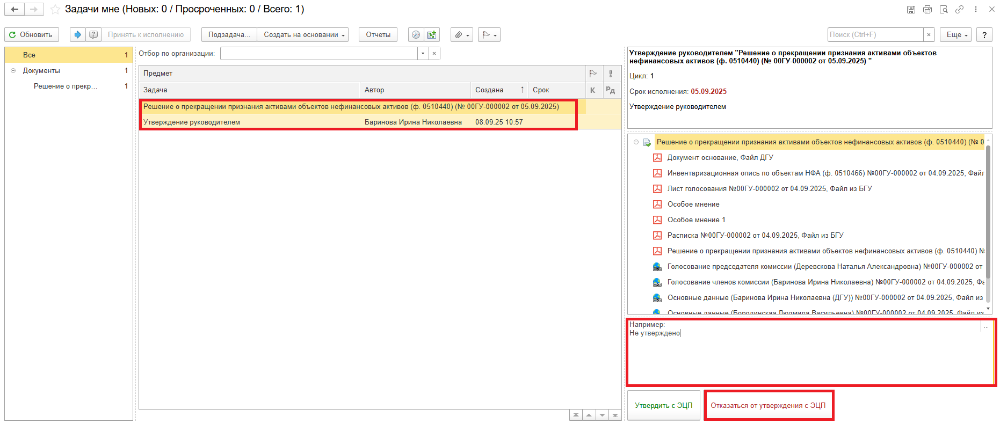 Задачи мне (Новых: 0 / Просроченных: 0 / Всего: 1)
Обновить
Принять к исполнению
Подзадача...
Создать на основании
Отчеты
Поиск (Ctrl+F)
×
Еще
?
Все 1
Документы 1
Решение о прекр... 1
Отбор по организации:
×
Предмет
Задача Автор Создана ↑ Срок К РД
Решение о прекращении признания активами объектов нефинансовых активов (ф. 0510440) (№ 00ГУ-000002 от 05.09.2025)
Утверждение руководителем Баринова Ирина Николаевна 08.09.25 10:57
Утверждение руководителем "Решение о прекращении признания активами объектов
нефинансовых активов (ф. 0510440) (№ 00ГУ-000002 от 05.09.2025) "
Цикл: 1
Срок исполнения: 05.09.2025
Утверждение руководителем
Решение о прекращении признания активами объектов нефинансовых активов (ф. 0510440) (№ 0
Документ основание, Файл ДГУ
Инвентаризационная опись по объектам НФА (ф. 0510466) №00ГУ-000002 от 04.09.2025, Файл
Лист голосования №00ГУ-000002 от 04.09.2025, Файл из БГУ
Особое мнение
Особое мнение 1
Расписка №00ГУ-000002 от 04.09.2025, Файл из БГУ
Решение о прекращении признания активами объектов нефинансовых активов (ф. 0510440) №
Голосование председателя комиссии (Деревскова Наталья Александровна) №00ГУ-000002 от
Голосование членов комиссии (Баринова Ирина Николаевна) №00ГУ-000002 от 04.09.2025, Фа
Основные данные (Баринова Ирина Николаевна (ДГУ)) №00ГУ-000002 от 04.09.2025, Файл из
Основные данные (Бородинская Людмила Васильевна) №00ГУ-000002 от 04.09.2025, Файл из
Например:
Не утверждено
...
Утвердить с ЭЦП
Отказаться от утверждения с ЭЦП